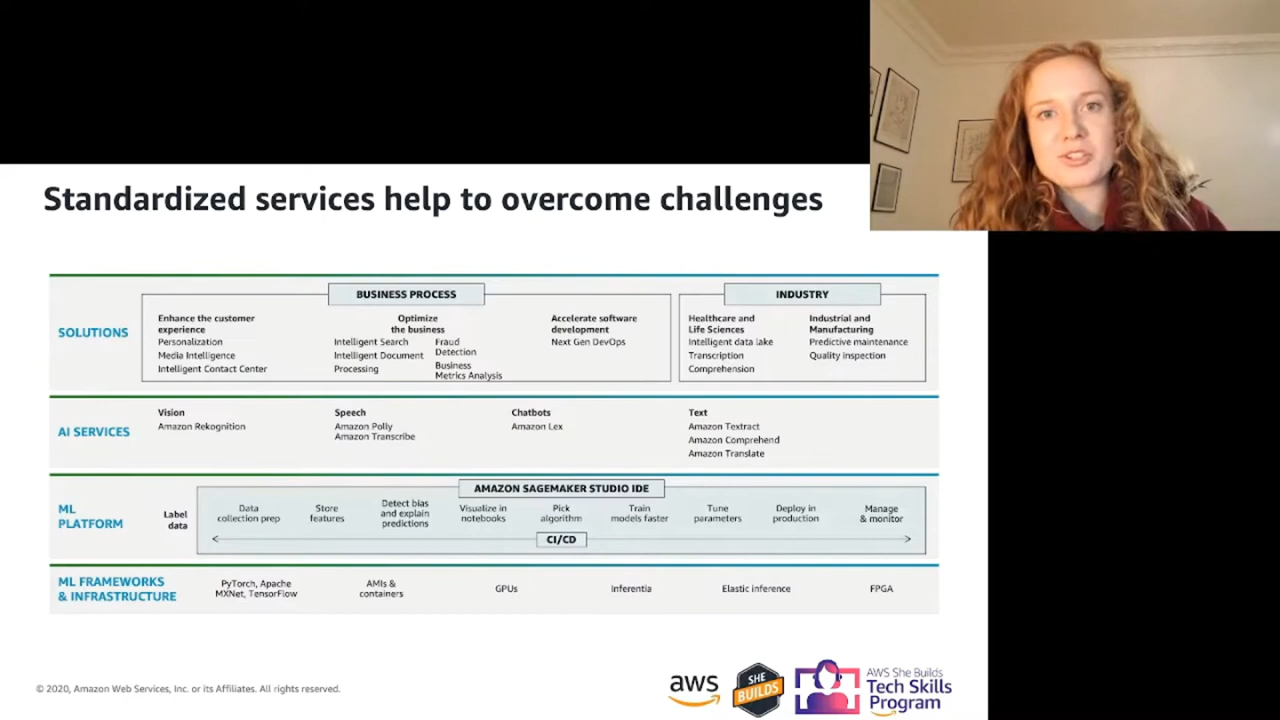 Standardized services help to overcome challenges
BUSINESS PROCESS
INDUSTRY
SOLUTIONS
Enhance the customer
experience
Personalization
Media Intelligence
Intelligent Contact Center
Optimize
the business
Intelligent Search
Intelligent Document
Processing
Fraud
Detection
Business
Metrics Analysis
Accelerate software
development
Next Gen DevOps
Healthcare and
Life Sciences
Intelligent data lake
Transcription
Comprehension
Industrial and
Manufacturing
Predictive maintenance
Quality inspection
AI SERVICES
Vision
Amazon Rekognition
Speech
Amazon Polly
Amazon Transcribe
Chatbots
Amazon Lex
Text
Amazon Textract
Amazon Comprehend
Amazon Translate
ML
PLATFORM
Label
data
AMAZON SAGEMAKER STUDIO IDE
Data
collection prep
Store
features
Detect bias
and explain
predictions
Visualize in
notebooks
Pick
algorithm
Train
models faster
Tune
parameters
Deploy in
production
Manage
& monitor
CI/CD
ML FRAMEWORKS
& INFRASTRUCTURE
PyTorch, Apache
MXNet, TensorFlow
AMIs &
containers
GPUs
Inferentia
Elastic inference
FPGA
© 2020, Amazon Web Services, Inc. or its Affiliates. All rights reserved.
aws
SHE
BUILDS
AWS She Builds
Tech Skills
Program